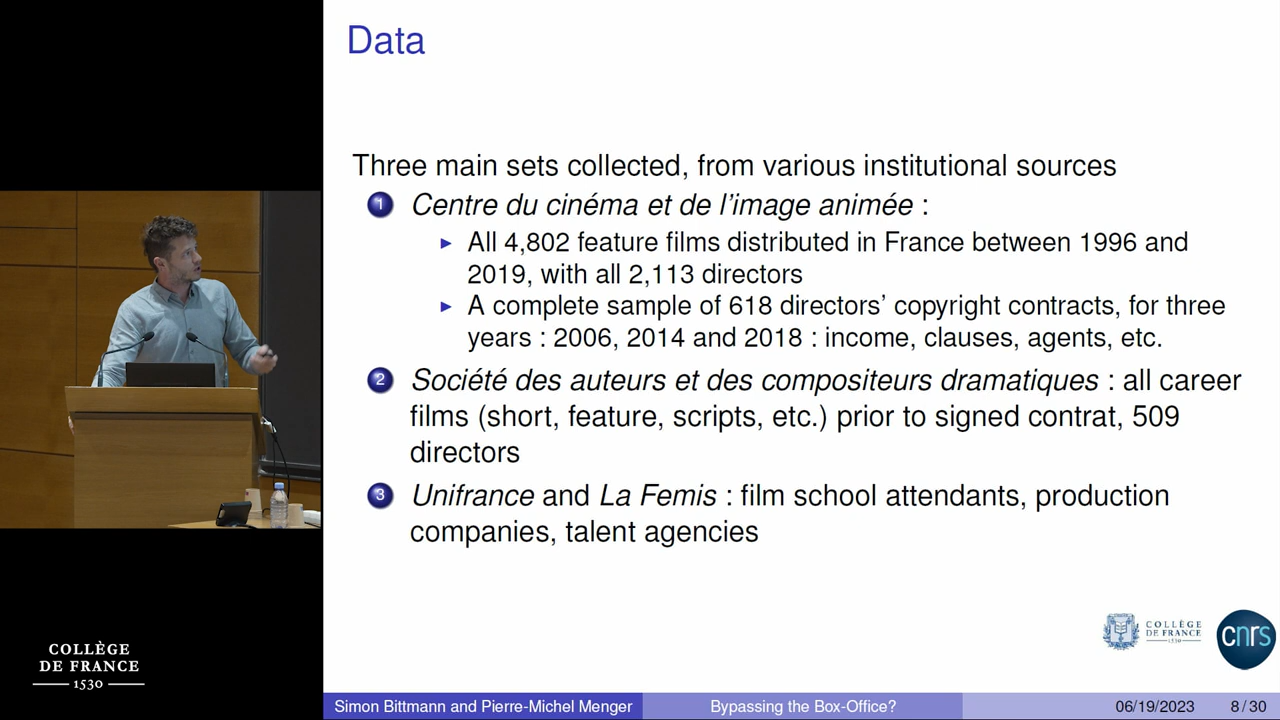 Data
Three main sets collected, from various institutional sources
1 Centre du cinéma et de l'image animée :
All 4,802 feature films distributed in France between 1996 and
2019, with all 2,113 directors
A complete sample of 618 directors' copyright contracts, for three
years : 2006, 2014 and 2018 : income, clauses, agents, etc.
2 Société des auteurs et des compositeurs dramatiques : all career
films (short, feature, scripts, etc.) prior to signed contrat, 509
directors
3 Unifrance and La Femis : film school attendants, production
companies, talent agencies
COLLÈGE
DE FRANCE
1530
COLLÈGE
DE FRANCE
1530
cnrs
Simon Bittmann and Pierre-Michel Menger
Bypassing the Box-Office?
06/19/2023
8 / 30